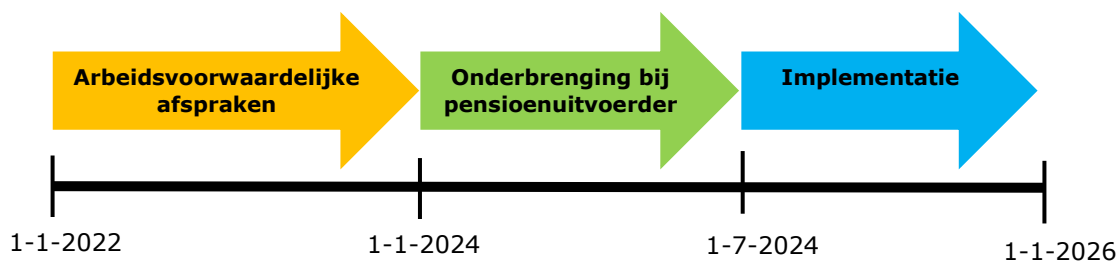 Arbeidsvoorwaardelijke
afspraken
Onderbrenging bij
pensioenuitvoerder
Implementatie
1-1-2022
1-1-2024
1-7-2024
1-1-2026